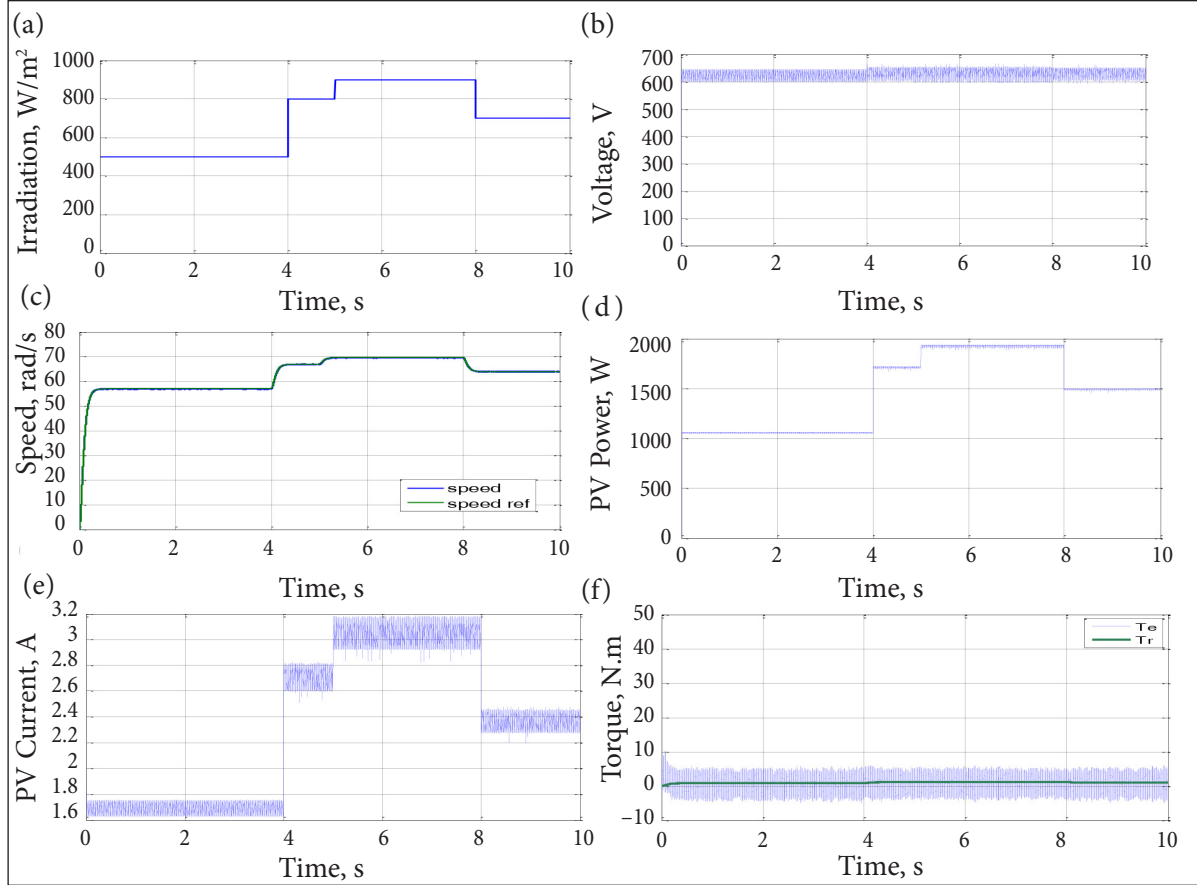 (a)
Irradiation, W/m²
1000
800
600
400
200
0
0 2 4 6 8 10
Time, s
(b)
Voltage, V
700
600
500
400
300
200
100
0
0 2 4 6 8 10
Time, s
(c)
Speed, rad/s
80
70
60
50
40
30
20
10
0
speed
speed ref
0 2 4 6 8 10
Time, s
(d)
PV Power, W
2000
1500
1000
500
0
0 2 4 6 8 10
Time, s
(e)
PV Current, A
3.2
3
2.8
2.6
2.4
2.2
2
1.8
1.6
0 2 4 6 8 10
Time, s
(f)
Torque, N.m
50
40
30
20
10
0
−10
Te
Tr
0 2 4 6 8 10
Time, s